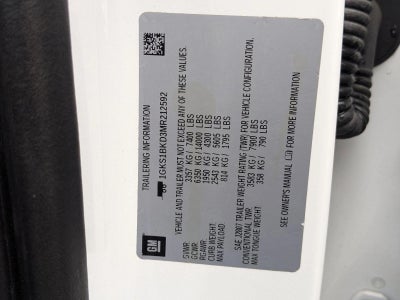 TRAILERING INFORMATION
1GKS1BKD3MR212592
VEHICLE AND TRAILER MUST NOT EXCEED ANY OF THESE VALUES.
GM
GVWR: 3357 KG/ 7400 LBS
GCWR: 6350 KG/14000 LBS
RGAWR: 1950 KG/ 4300 LBS
CURB WEIGHT: 2543 KG/ 5605 LBS
MAX PAYLOAD: 814 KG/ 1795 LBS
SAE J2807 TRAILER WEIGHT RATING (TWR) FOR VEHICLE CONFIGURATION.
CONVENTIONAL TWR: 3583 KG/ 7900 LBS
MAX TONGUE WEIGHT: 358 KG/ 790 LBS
SEE OWNER'S MANUAL FOR MORE INFORMATION